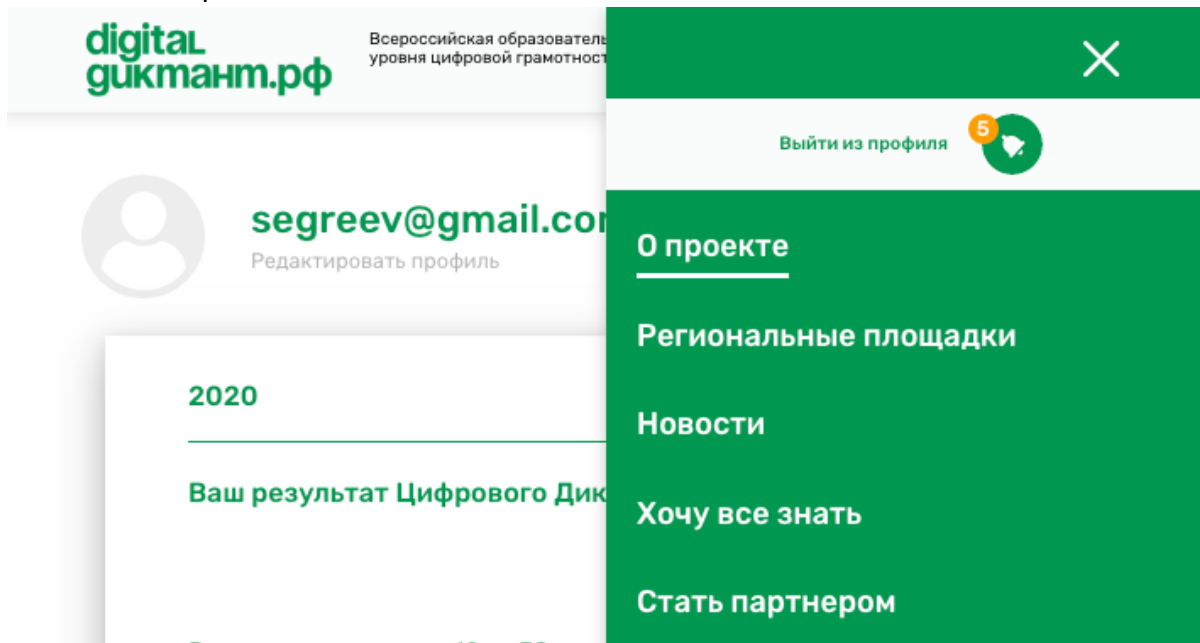 digital
диктант.рф
Всероссийская образователь
уровня цифровой грамотност
Выйти из профиля
5
segreev@gmail.con
Редактировать профиль
О проекте
Региональные площадки
2020
Новости
Ваш результат Цифрового Дик
Хочу все знать
Стать партнером